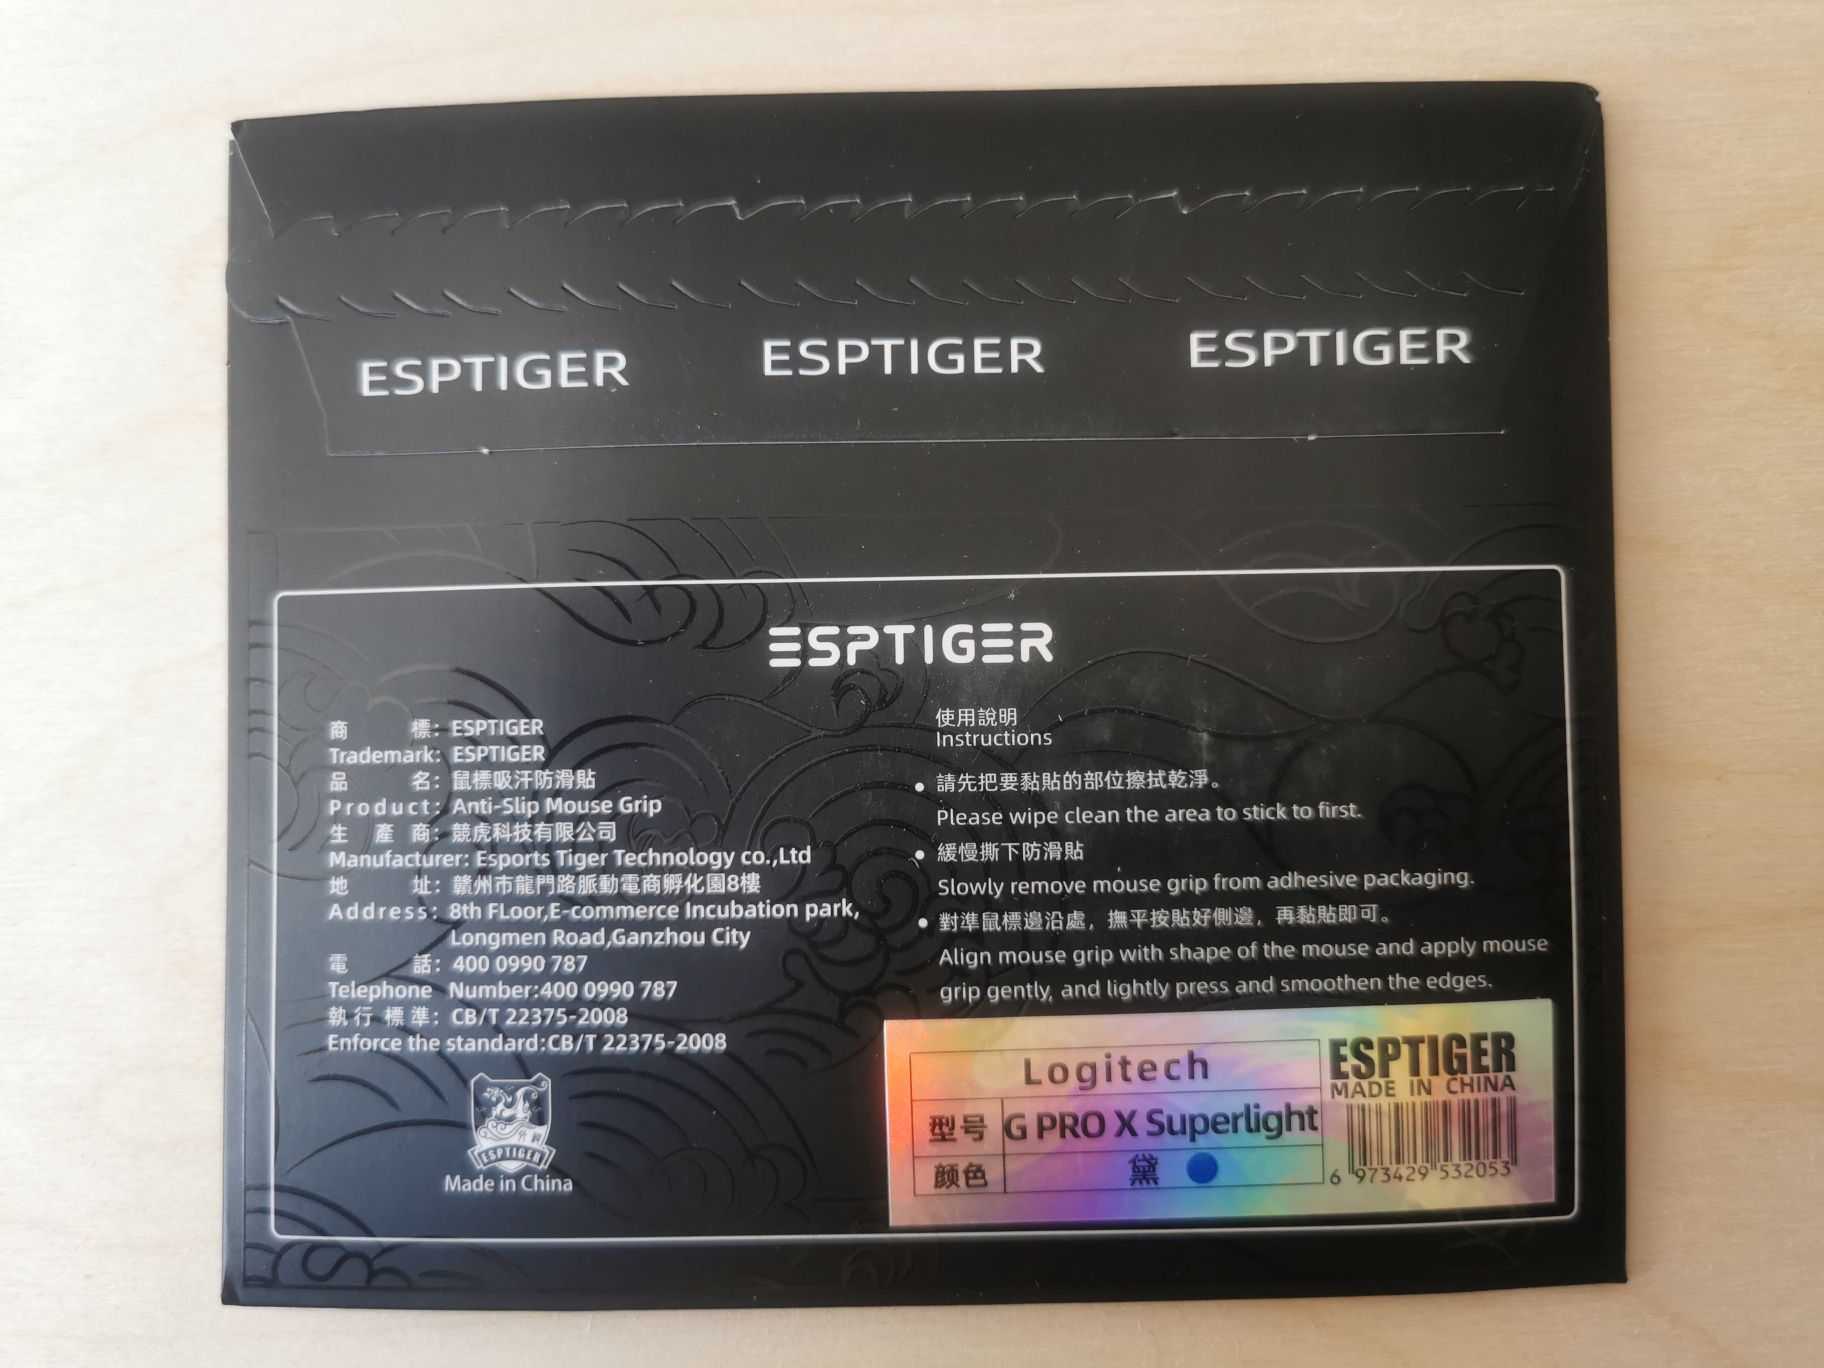 ESPTIGER ESPTIGER ESPTIGER
ESPTIGER
商 標：ESPTIGER
Trademark: ESPTIGER
品 名：鼠標吸汗防滑貼
Product: Anti-Slip Mouse Grip
生 產 商：競虎科技有限公司
Manufacturer: Esports Tiger Technology co.,Ltd
地 址：贛州市龍門路脈動電商孵化園8樓
Address: 8th FLoor,E-commerce Incubation park,
Longmen Road,Ganzhou City
電 話：400 0990 787
Telephone Number:400 0990 787
執行標準：CB/T 22375-2008
Enforce the standard:CB/T 22375-2008
ESPTIGER
Made in China
使用說明
Instructions
• 請先把要黏貼的部位擦拭乾淨。
Please wipe clean the area to stick to first.
• 緩慢撕下防滑貼
Slowly remove mouse grip from adhesive packaging.
• 對準鼠標邊沿處，撫平按貼好側邊，再黏貼即可。
Align mouse grip with shape of the mouse and apply mouse
grip gently, and lightly press and smoothen the edges.
Logitech
型号 G PRO X Superlight
颜色 黛
ESPTIGER
MADE IN CHINA
6 973429 532053